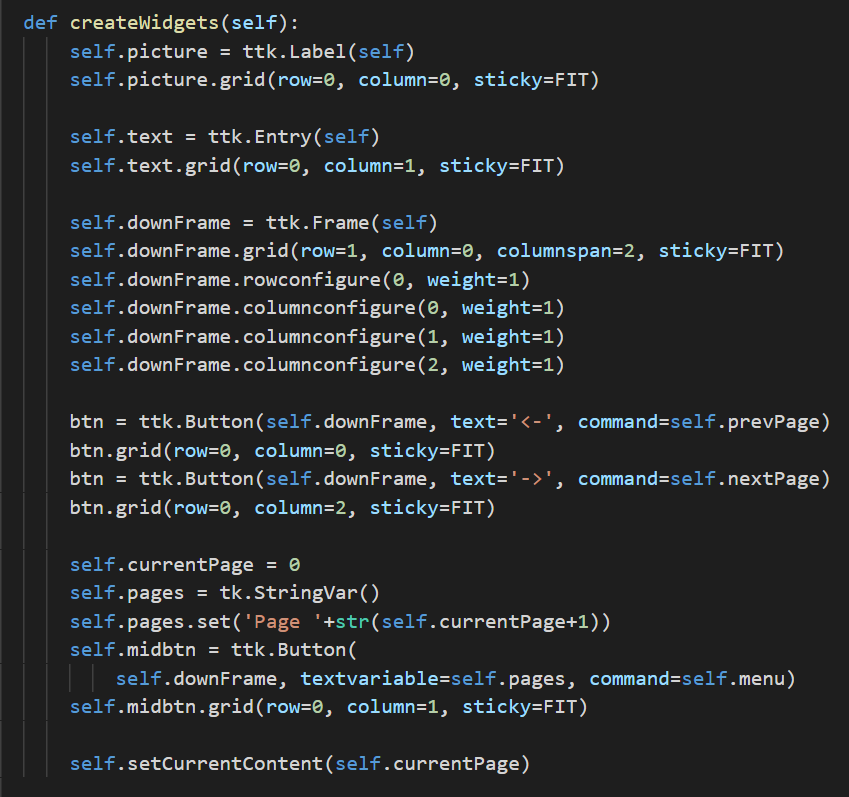 def createWidgets(self):
    self.picture = ttk.Label(self)
    self.picture.grid(row=0, column=0, sticky=FIT)

    self.text = ttk.Entry(self)
    self.text.grid(row=0, column=1, sticky=FIT)

    self.downFrame = ttk.Frame(self)
    self.downFrame.grid(row=1, column=0, columnspan=2, sticky=FIT)
    self.downFrame.rowconfigure(0, weight=1)
    self.downFrame.columnconfigure(0, weight=1)
    self.downFrame.columnconfigure(1, weight=1)
    self.downFrame.columnconfigure(2, weight=1)

    btn = ttk.Button(self.downFrame, text='<-', command=self.prevPage)
    btn.grid(row=0, column=0, sticky=FIT)
    btn = ttk.Button(self.downFrame, text='->', command=self.nextPage)
    btn.grid(row=0, column=2, sticky=FIT)

    self.currentPage = 0
    self.pages = tk.StringVar()
    self.pages.set('Page '+str(self.currentPage+1))
    self.midbtn = ttk.Button(
        self.downFrame, textvariable=self.pages, command=self.menu)
    self.midbtn.grid(row=0, column=1, sticky=FIT)

    self.setCurrentContent(self.currentPage)